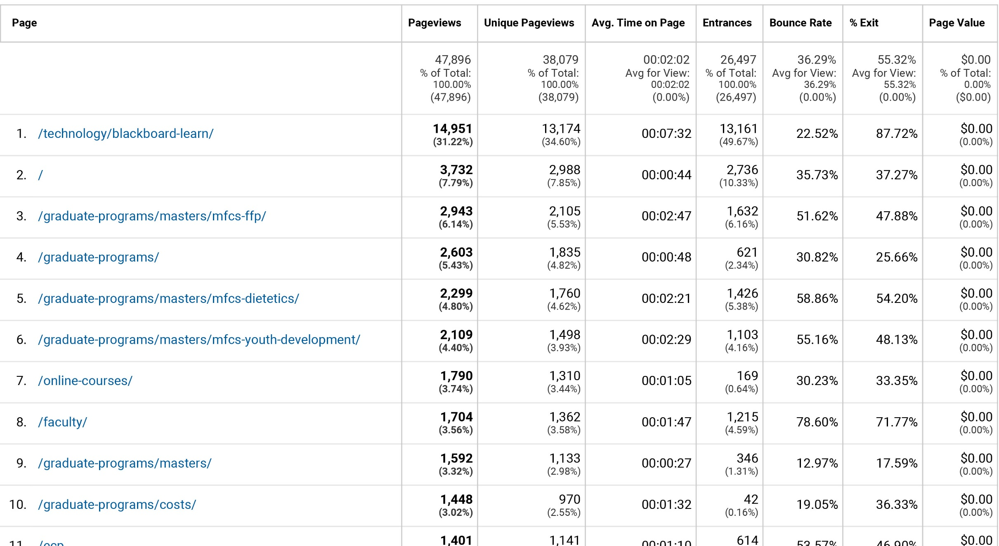 Page Pageviews Unique Pageviews Avg. Time on Page Entrances Bounce Rate % Exit Page Value
47,896 38,079 00:02:02 26,497 36.29% 55.32% $0.00
% of Total: % of Total: Avg for View: % of Total: Avg for View: Avg for View: % of Total:
100.00% 100.00% 00:02:02 100.00% 36.29% 55.32% 0.00%
(47,896) (38,079) (0.00%) (26,497) (0.00%) (0.00%) ($0.00)
1. /technology/blackboard-learn/ 14,951 13,174 00:07:32 13,161 22.52% 87.72% $0.00
(31.22%) (34.60%) (49.67%) (0.00%)
2. / 3,732 2,988 00:00:44 2,736 35.73% 37.27% $0.00
(7.79%) (7.85%) (10.33%) (0.00%)
3. /graduate-programs/masters/mfcs-ffp/ 2,943 2,105 00:02:47 1,632 51.62% 47.88% $0.00
(6.14%) (5.53%) (6.16%) (0.00%)
4. /graduate-programs/ 2,603 1,835 00:00:48 621 30.82% 25.66% $0.00
(5.43%) (4.82%) (2.34%) (0.00%)
5. /graduate-programs/masters/mfcs-dietetics/ 2,299 1,760 00:02:21 1,426 58.86% 54.20% $0.00
(4.80%) (4.62%) (5.38%) (0.00%)
6. /graduate-programs/masters/mfcs-youth-development/ 2,109 1,498 00:02:29 1,103 55.16% 48.13% $0.00
(4.40%) (3.93%) (4.16%) (0.00%)
7. /online-courses/ 1,790 1,310 00:01:05 169 30.23% 33.35% $0.00
(3.74%) (3.44%) (0.64%) (0.00%)
8. /faculty/ 1,704 1,362 00:01:47 1,215 78.60% 71.77% $0.00
(3.56%) (3.58%) (4.59%) (0.00%)
9. /graduate-programs/masters/ 1,592 1,133 00:00:27 346 12.97% 17.59% $0.00
(3.32%) (2.98%) (1.31%) (0.00%)
10. /graduate-programs/costs/ 1,448 970 00:01:32 42 19.05% 36.33% $0.00
(3.02%) (2.55%) (0.16%) (0.00%)
11. 1,401 1,141 00:01:10 614 53.57% 46.90% $0.00